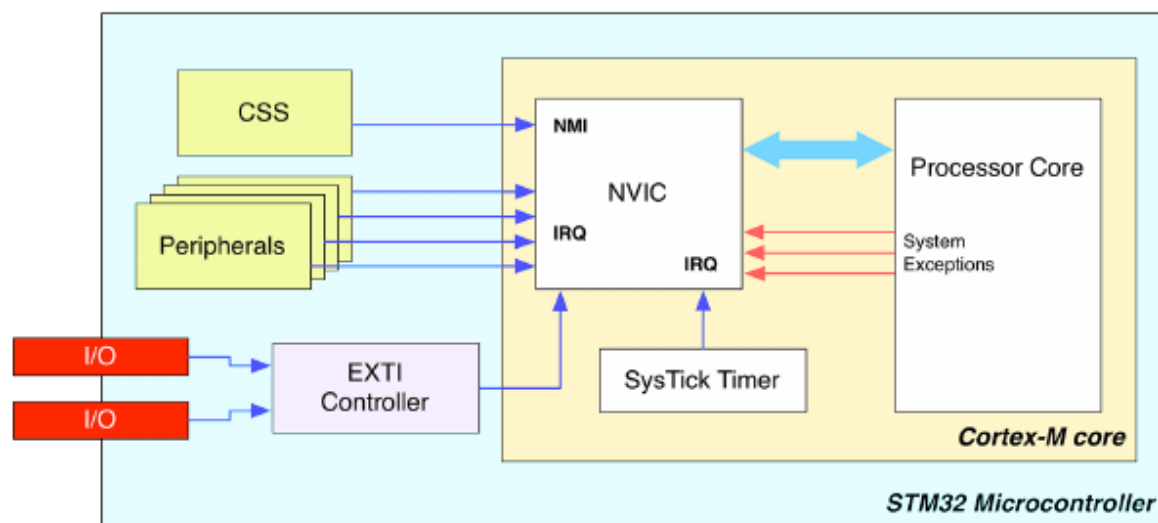 CSS
NMI
NVIC
Processor Core
Peripherals
IRQ
IRQ
System
Exceptions
I/O
I/O
EXTI
Controller
SysTick Timer
Cortex-M core
STM32 Microcontroller